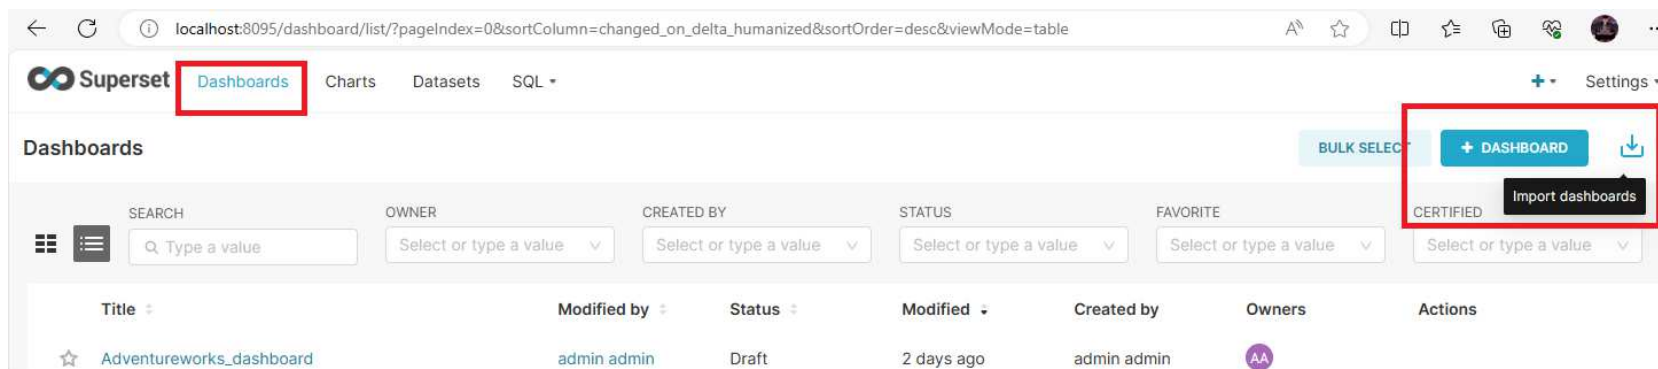 localhost:8095/dashboard/list/?pageIndex=0&sortColumn=changed_on_delta_humanized&sortOrder=desc&viewMode=table
Superset Dashboards Charts Datasets SQL Settings
Dashboards BULK SELECT + DASHBOARD
Import dashboards
SEARCH OWNER CREATED BY STATUS FAVORITE CERTIFIED
Type a value Select or type a value Select or type a value Select or type a value Select or type a value Select or type a value
Title Modified by Status Modified Created by Owners Actions
Adventureworks_dashboard admin admin Draft 2 days ago admin admin AA